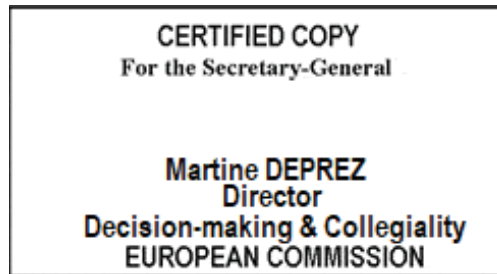 CERTIFIED COPY
For the Secretary-General
Martine DEPREZ
Director
Decision-making & Collegiality
EUROPEAN COMMISSION